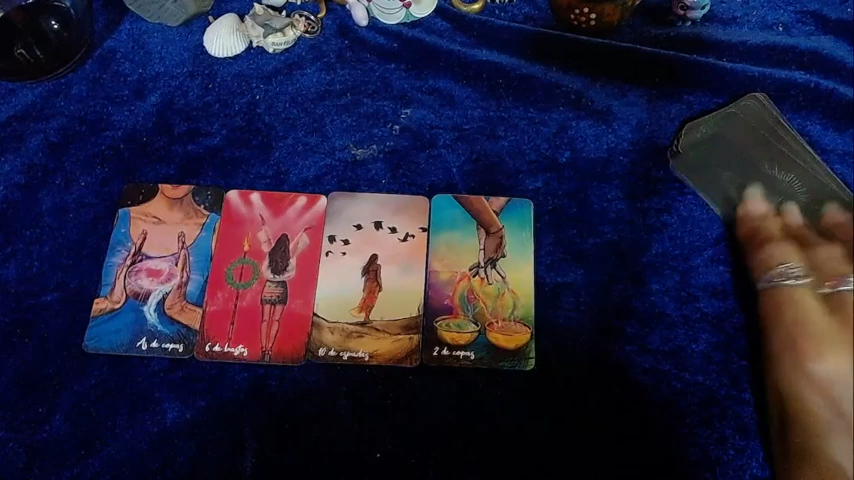 As de copas
6 de bastos
10 de espadas
2 de copas